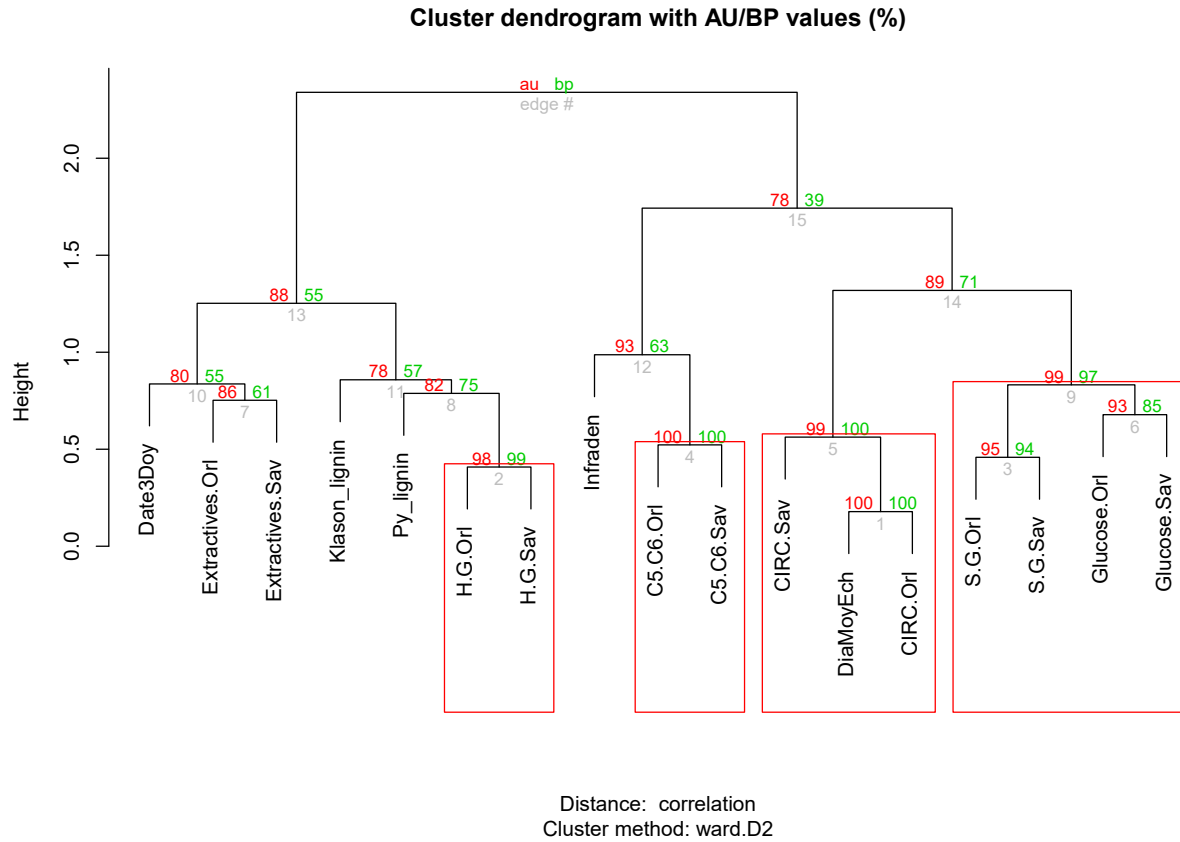 Cluster dendrogram with AU/BP values (%)
au bp
edge #
2.0
78 39
15
1.5
89 71
14
88 55
13
1.0
93 63
12
99 97
9
80 55
10
86 61
7
78 57
11
82 75
8
93 85
6
Height
0.5
98 99
2
100 100
4
99 100
5
95 94
3
100 100
1
0.0
Date3Doy
Extractives.Orl
Extractives.Sav
Klason_lignin
Py_lignin
H.G.Orl
H.G.Sav
Infraden
C5.C6.Orl
C5.C6.Sav
CIRC.Sav
DiaMoyEch
CIRC.Orl
S.G.Orl
S.G.Sav
Glucose.Orl
Glucose.Sav
Distance: correlation
Cluster method: ward.D2